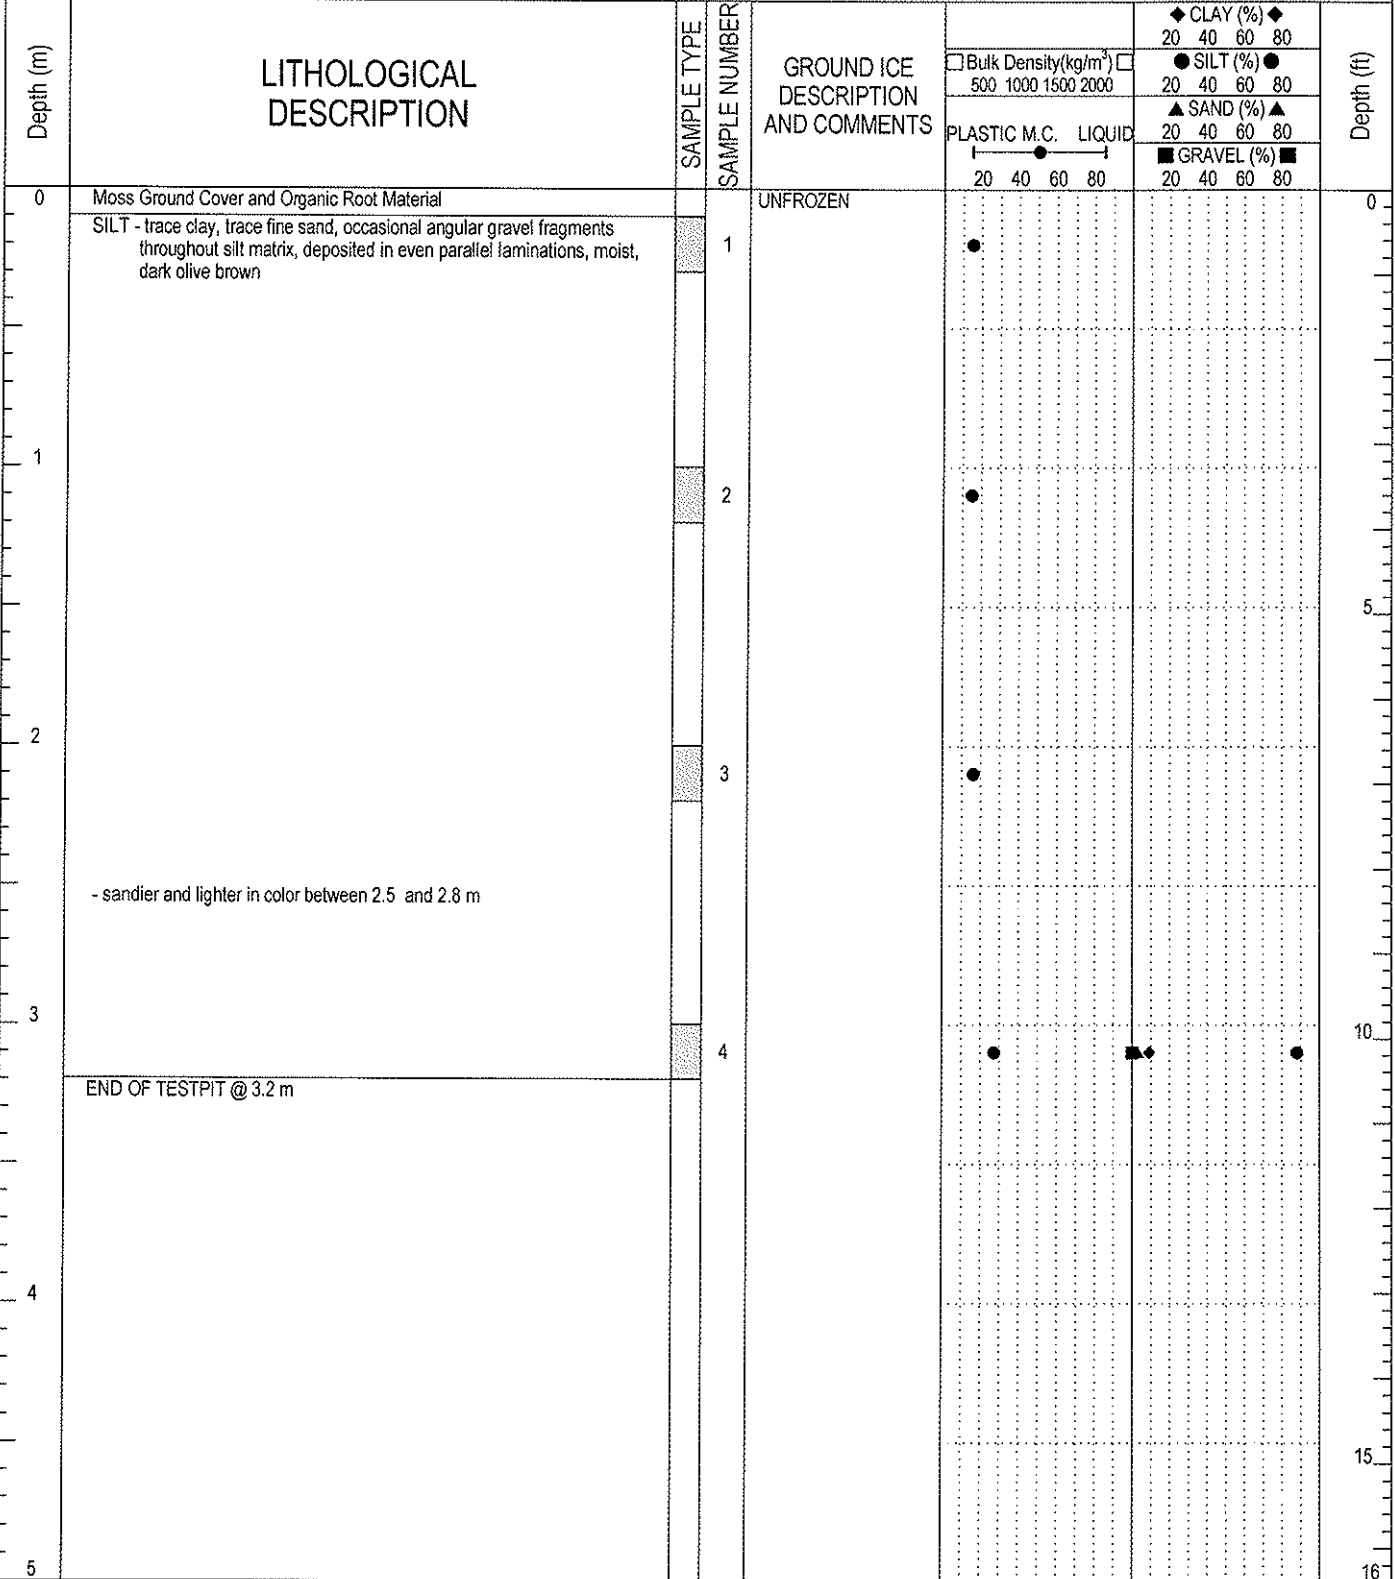 Depth (m)
LITHOLOGICAL
DESCRIPTION
SAMPLE TYPE
SAMPLE NUMBER
GROUND ICE
DESCRIPTION
AND COMMENTS
□ Bulk Density(kg/m³) □
500 1000 1500 2000
PLASTIC M.C. LIQUID
20 40 60 80
◆ CLAY (%) ◆
20 40 60 80
● SILT (%) ●
20 40 60 80
▲ SAND (%) ▲
20 40 60 80
■ GRAVEL (%) ■
20 40 60 80
Depth (ft)
0
Moss Ground Cover and Organic Root Material
UNFROZEN
0
SILT - trace clay, trace fine sand, occasional angular gravel fragments
throughout silt matrix, deposited in even parallel laminations, moist,
dark olive brown
1
1
2
5
2
3
- sandier and lighter in color between 2.5 and 2.8 m
3
4
10
END OF TESTPIT @ 3.2 m
4
15
5
16